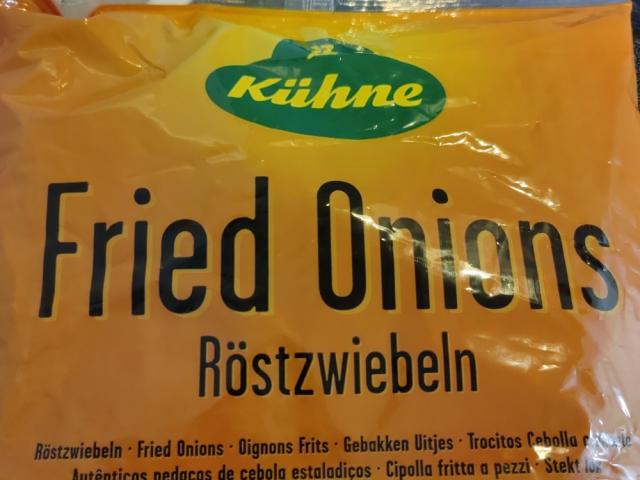 Kühne
Fried Onions
Röstzwiebeln
Röstzwiebeln · Fried Onions · Oignons Frits · Gebakken Uitjes · Trocitos Cebolla
Autênticos pedaços de cebola estaladiços · Cipolla fritta a pezzi · Stekt